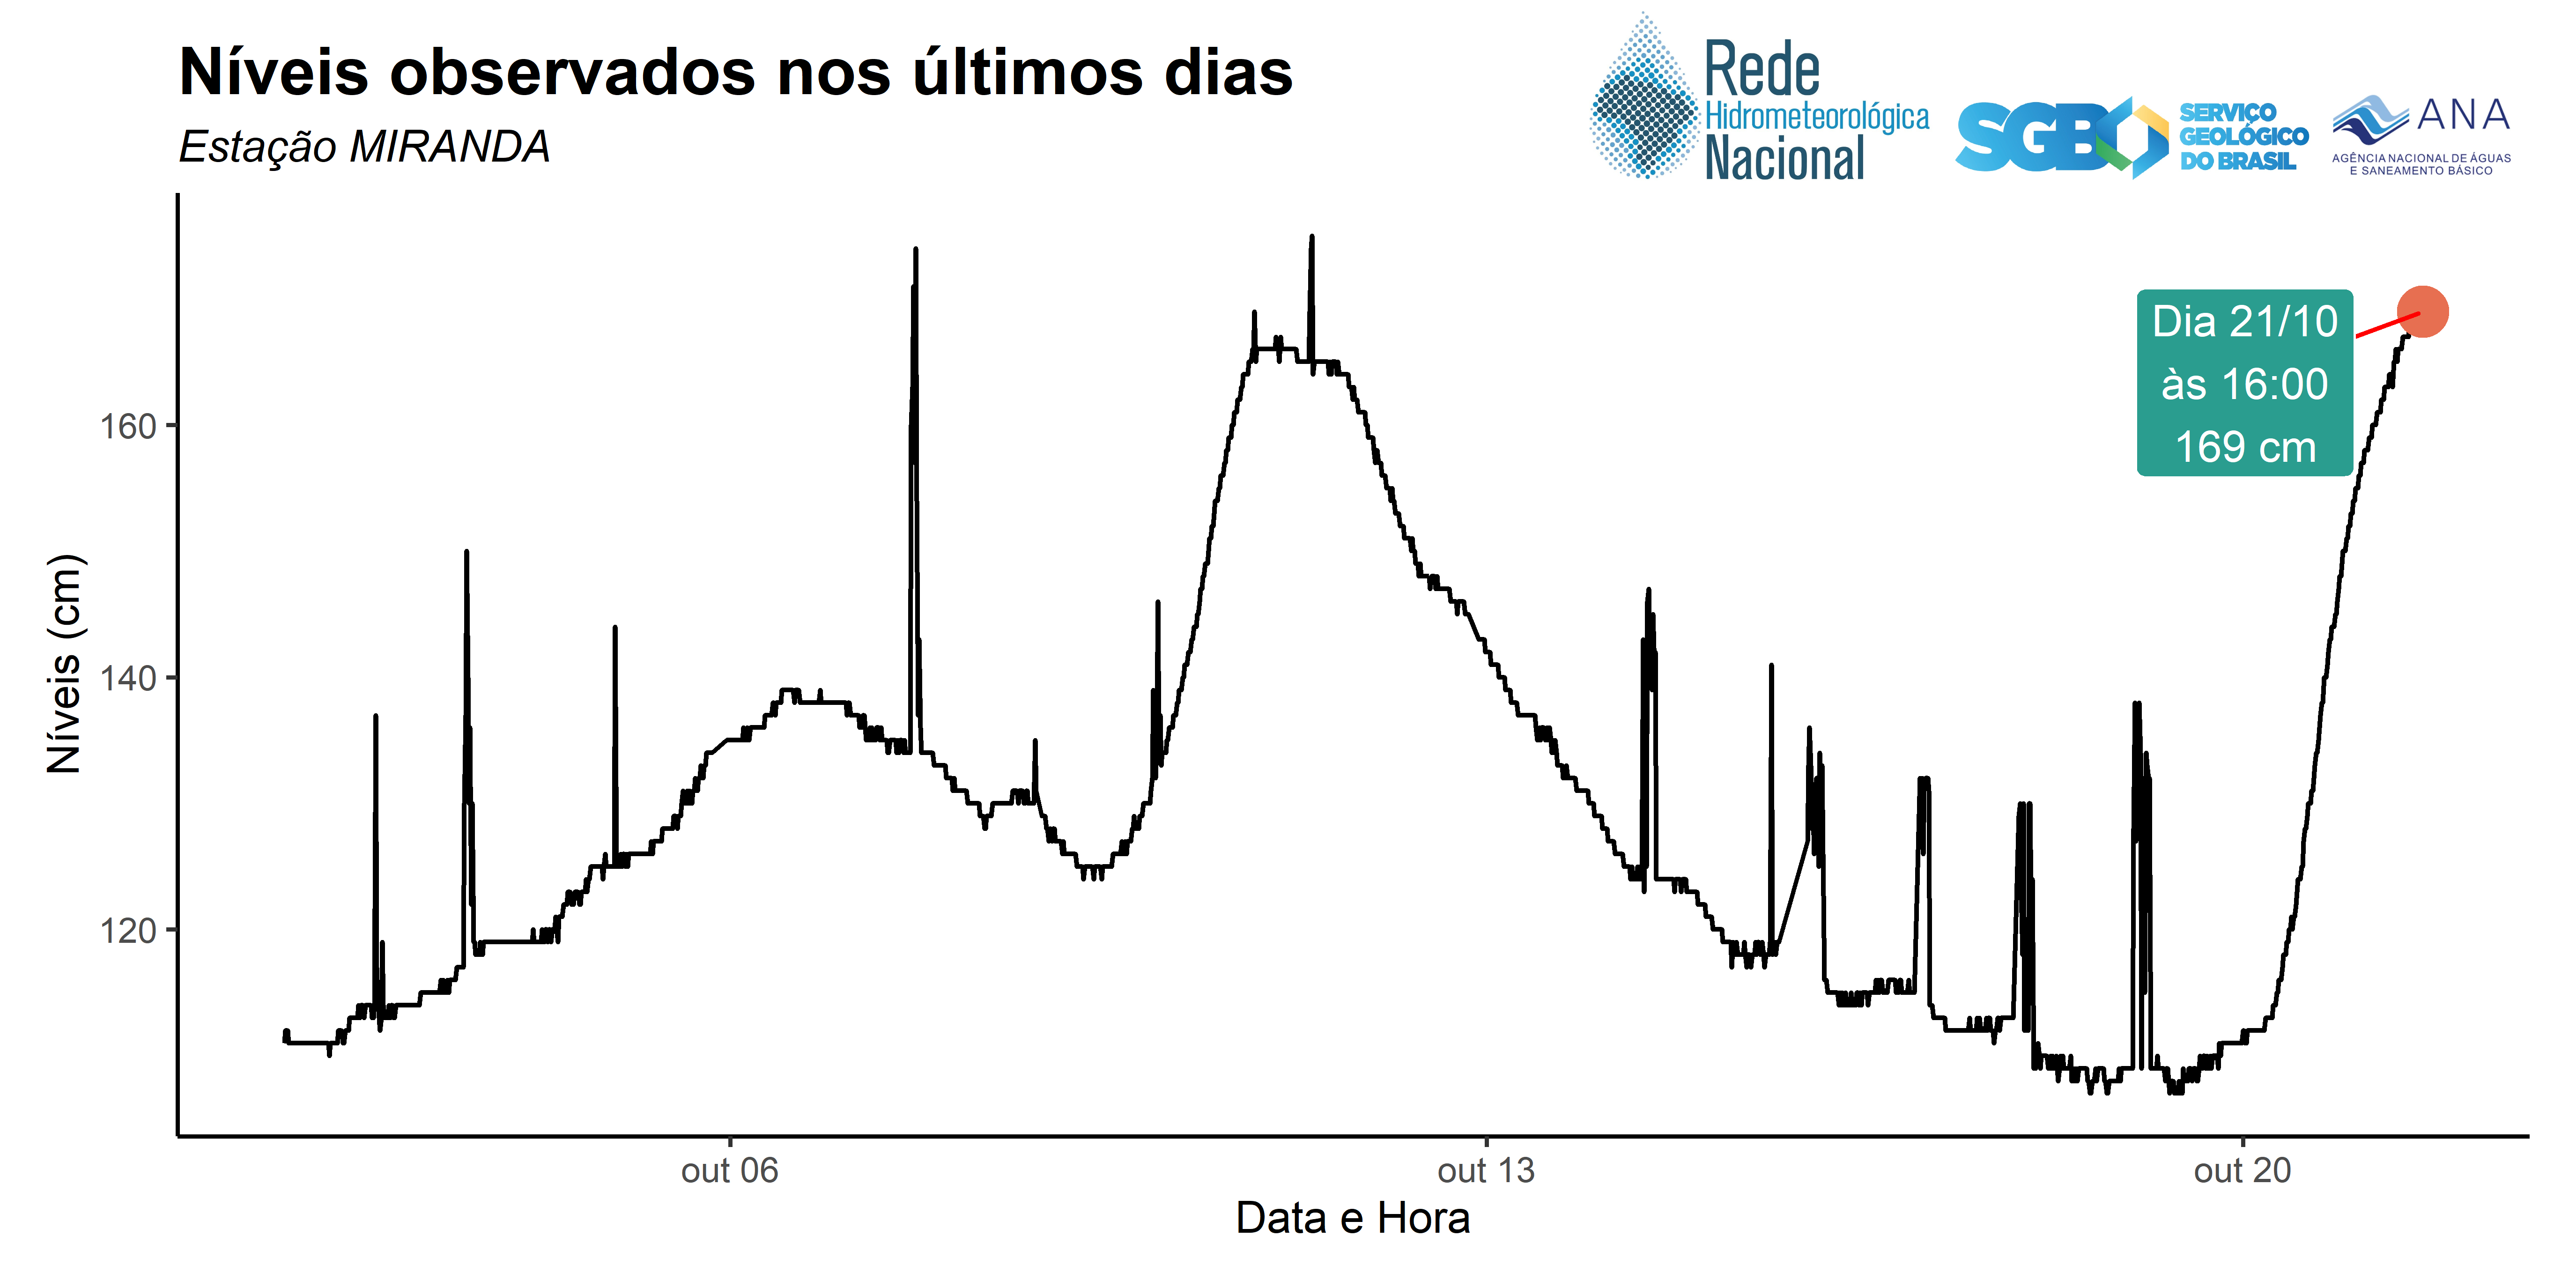 Níveis observados nos últimos dias
Estação MIRANDA
Rede
Hidrometeorológica
Nacional
SGB
SERVIÇO
GEOLÓGICO
DO BRASIL
ANA
AGÊNCIA NACIONAL DE ÁGUAS
E SANEAMENTO BÁSICO
Dia 21/10
às 16:00
169 cm
Níveis (cm)
160
140
120
out 06
out 13
out 20
Data e Hora